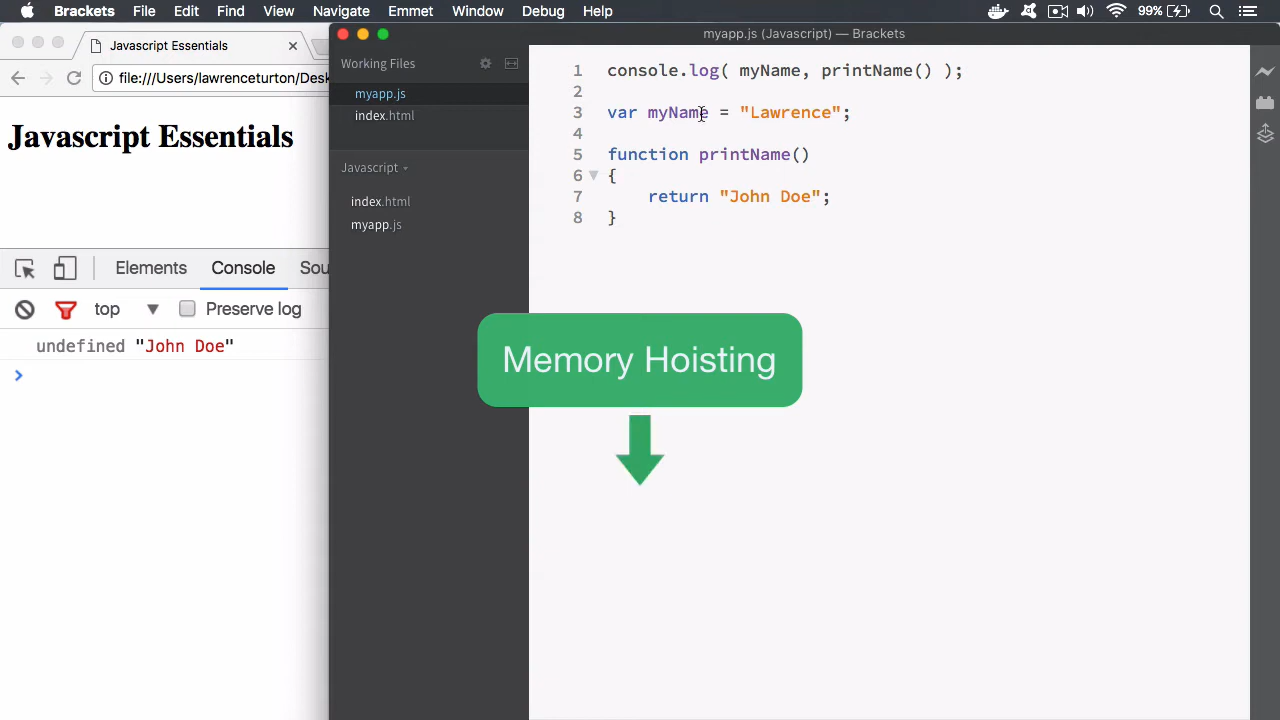 Brackets File Edit Find View Navigate Emmet Window Debug Help 99%
Javascript Essentials
file:///Users/lawrenceturton/Desk
Javascript Essentials
Elements Console Sou
top Preserve log
undefined "John Doe"
myapp.js (Javascript) — Brackets
Working Files
myapp.js
index.html
Javascript
index.html
myapp.js
1 console.log( myName, printName() );
2
3 var myName = "Lawrence";
4
5 function printName()
6 {
7 return "John Doe";
8 }
Memory Hoisting